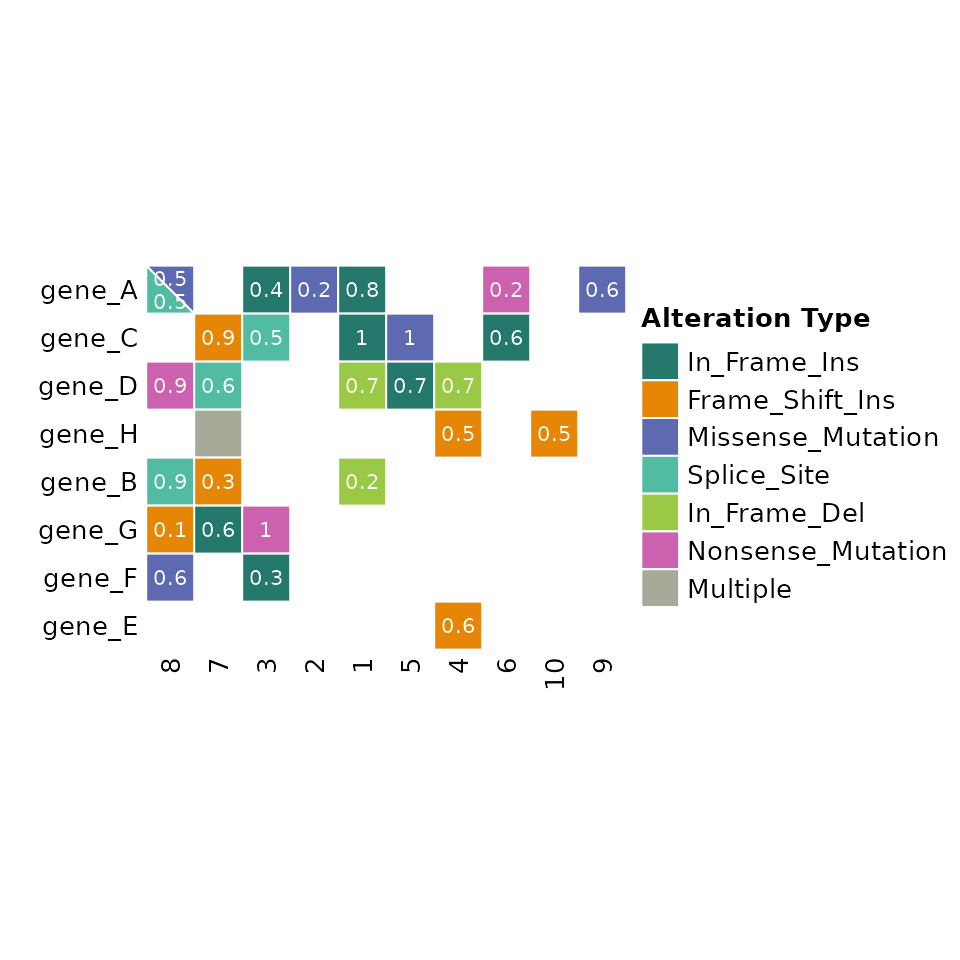 gene_A 0.5 0.5 0.4 0.2 0.8 0.2 0.6
gene_C 0.9 0.5 1 1 0.6
gene_D 0.9 0.6 0.7 0.7 0.7
gene_H 0.5 0.5
gene_B 0.9 0.3 0.2
gene_G 0.1 0.6 1
gene_F 0.6 0.3
gene_E 0.6
8 7 3 2 1 5 4 6 10 9
Alteration Type
In_Frame_Ins
Frame_Shift_Ins
Missense_Mutation
Splice_Site
In_Frame_Del
Nonsense_Mutation
Multiple